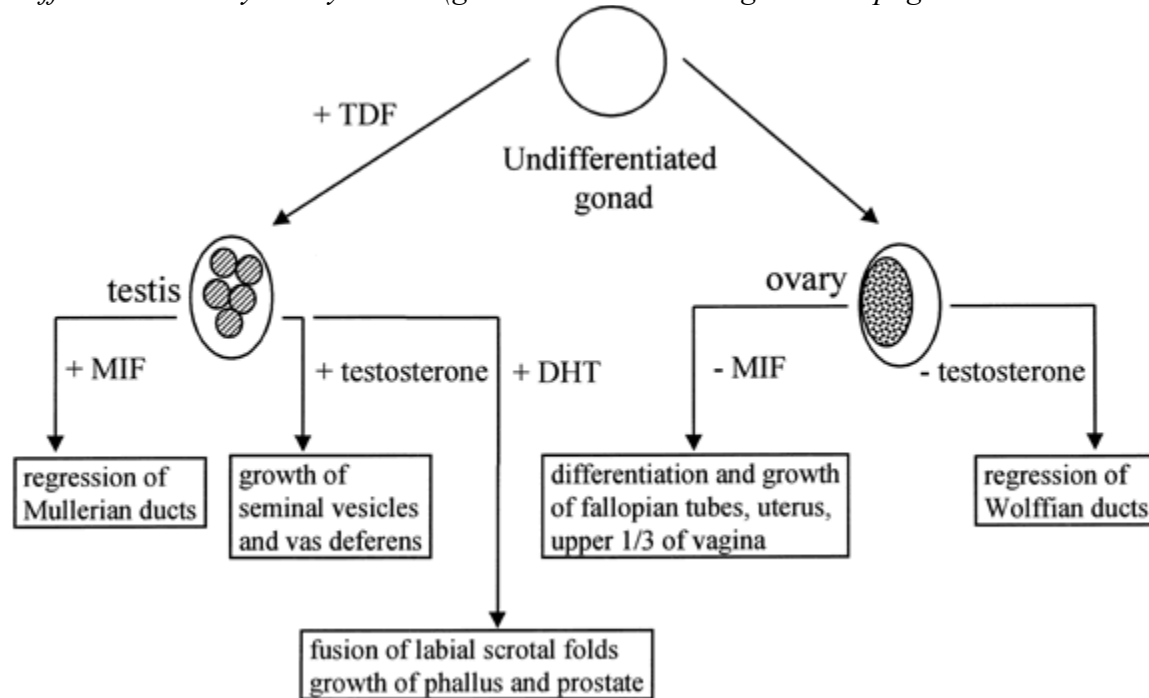 + TDF
Undifferentiated
gonad
testis
ovary
+ MIF
+ testosterone
+ DHT
- MIF
- testosterone
regression of
Mullerian ducts
growth of
seminal vesicles
and vas deferens
differentiation and growth
of fallopian tubes, uterus,
upper 1/3 of vagina
regression of
Wolffian ducts
fusion of labial scrotal folds
growth of phallus and prostate